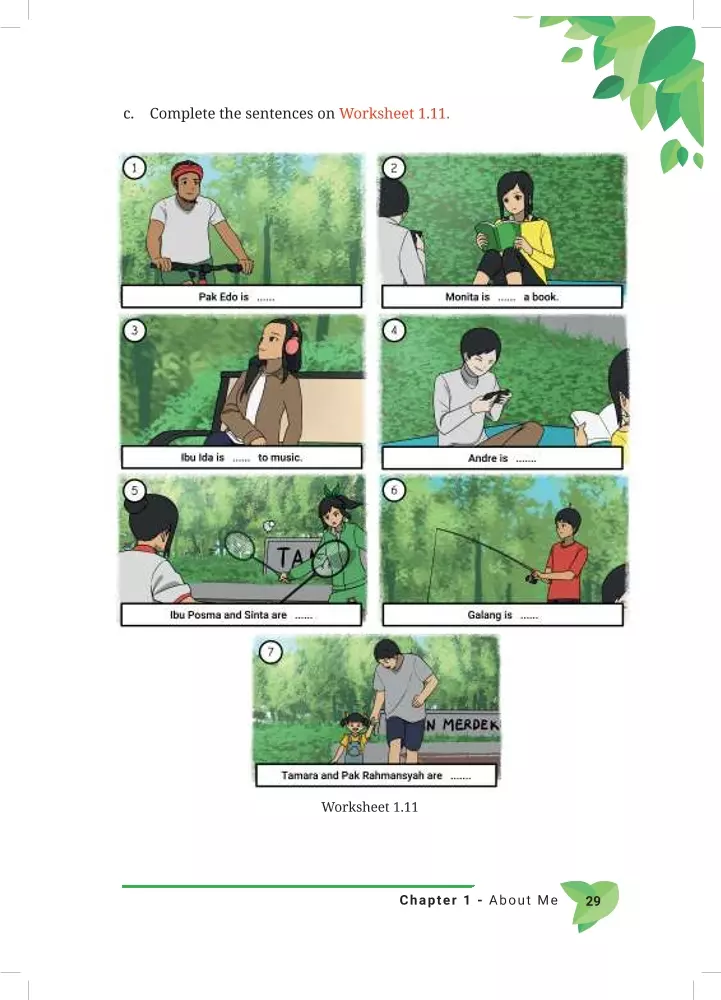 c. Complete the sentences on Worksheet 1.11.
1
Pak Edo is ......
2
Monita is ...... a book.
3
Ibu Ida is ...... to music.
4
Andre is .......
5
TA
Ibu Posma and Sinta are ......
6
Galang is ......
7
N MERDEK
Tamara and Pak Rahmansyah are .......
Worksheet 1.11
Chapter 1 - About Me 29